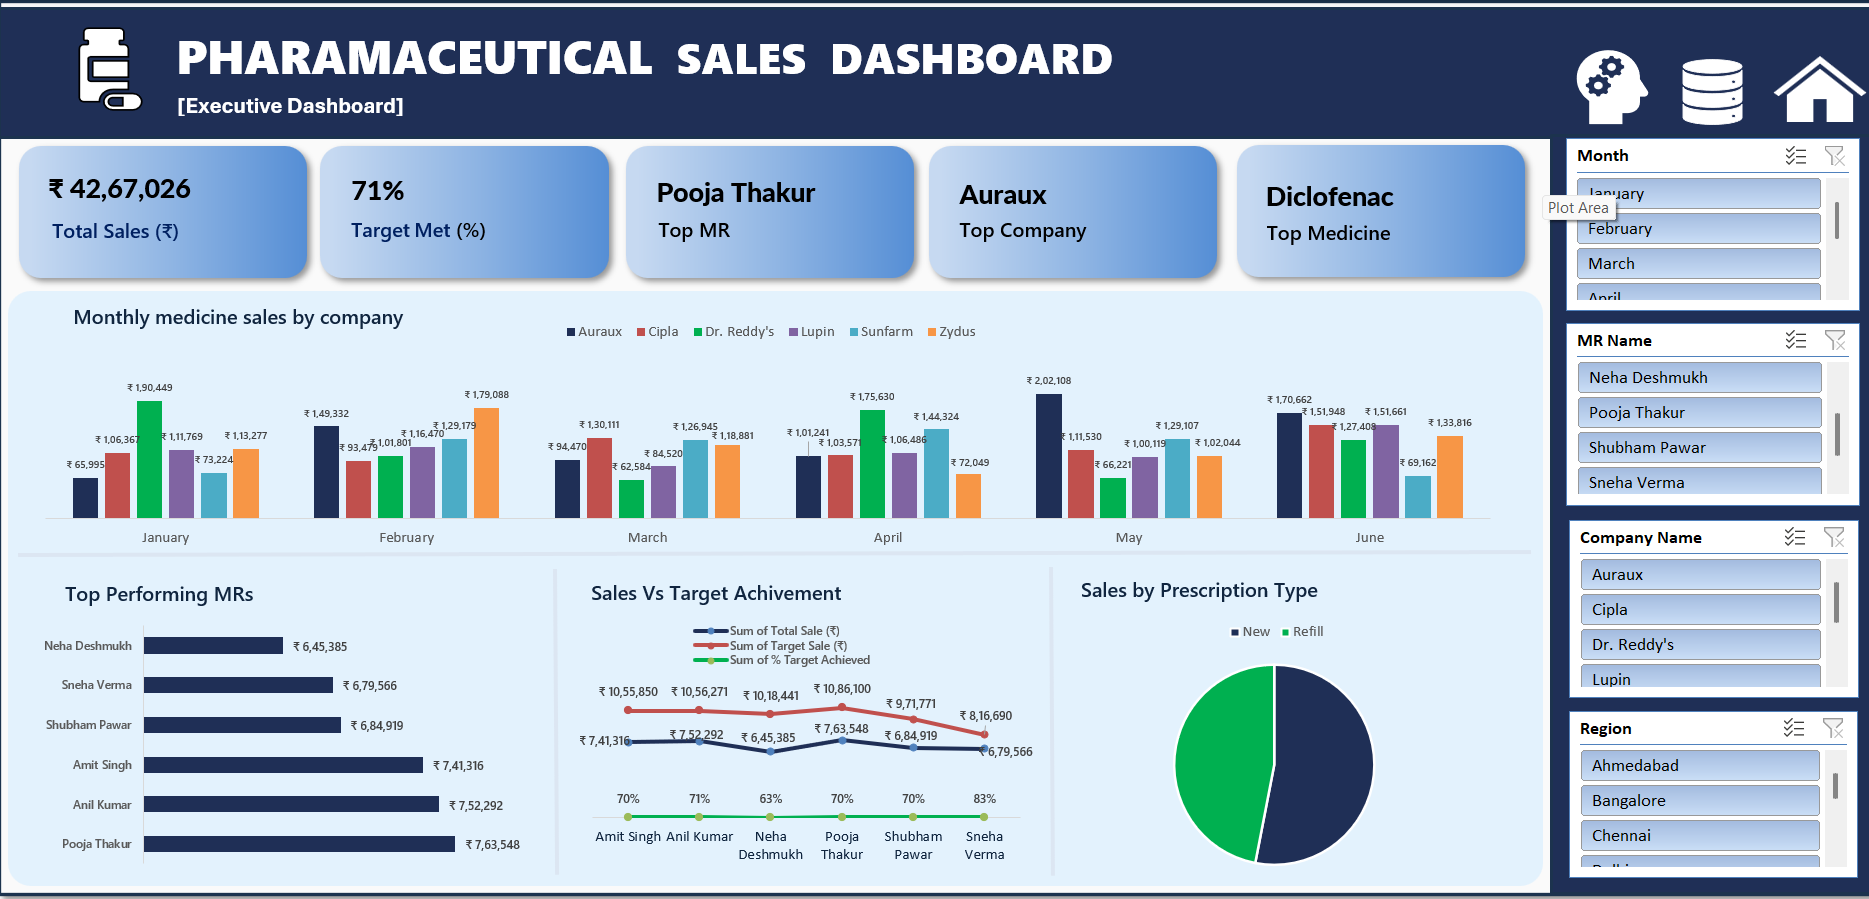 PHARAMACEUTICAL SALES DASHBOARD
[Executive Dashboard]
₹ 42,67,026
Total Sales (₹)
71%
Target Met (%)
Pooja Thakur
Top MR
Auraux
Top Company
Diclofenac
Top Medicine
Monthly medicine sales by company
Auraux Cipla Dr. Reddy's Lupin Sunfarm Zydus
₹ 65,995 ₹ 1,06,367 ₹ 1,90,449 ₹ 1,11,769 ₹ 73,224 ₹ 1,13,277
₹ 1,49,332 ₹ 93,479 ₹ 1,01,801 ₹ 1,16,470 ₹ 1,29,179 ₹ 1,79,088
₹ 94,470 ₹ 1,30,111 ₹ 62,584 ₹ 84,520 ₹ 1,26,945 ₹ 1,18,881
₹ 1,01,241 ₹ 1,03,571 ₹ 1,75,630 ₹ 1,06,486 ₹ 1,44,324 ₹ 72,049
₹ 2,02,108 ₹ 1,11,530 ₹ 66,221 ₹ 1,00,119 ₹ 1,29,107 ₹ 1,02,044
₹ 1,70,662 ₹ 1,51,948 ₹ 1,27,408 ₹ 1,51,661 ₹ 69,162 ₹ 1,33,816
January February March April May June
Top Performing MRs
Neha Deshmukh ₹ 6,45,385
Sneha Verma ₹ 6,79,566
Shubham Pawar ₹ 6,84,919
Amit Singh ₹ 7,41,316
Anil Kumar ₹ 7,52,292
Pooja Thakur ₹ 7,63,548
Sales Vs Target Achivement
Sum of Total Sale (₹)
Sum of Target Sale (₹)
Sum of % Target Achieved
₹ 10,55,850 ₹ 10,56,271 ₹ 10,18,441 ₹ 10,86,100 ₹ 9,71,771 ₹ 8,16,690
₹ 7,41,316 ₹ 7,52,292 ₹ 6,45,385 ₹ 7,63,548 ₹ 6,84,919 ₹ 6,79,566
70% 71% 63% 70% 70% 83%
Amit Singh Anil Kumar Neha Pooja Shubham Sneha
Deshmukh Thakur Pawar Verma
Sales by Prescription Type
New Refill
Month
January
Plot Area
February
March
April
MR Name
Neha Deshmukh
Pooja Thakur
Shubham Pawar
Sneha Verma
Company Name
Auraux
Cipla
Dr. Reddy's
Lupin
Region
Ahmedabad
Bangalore
Chennai